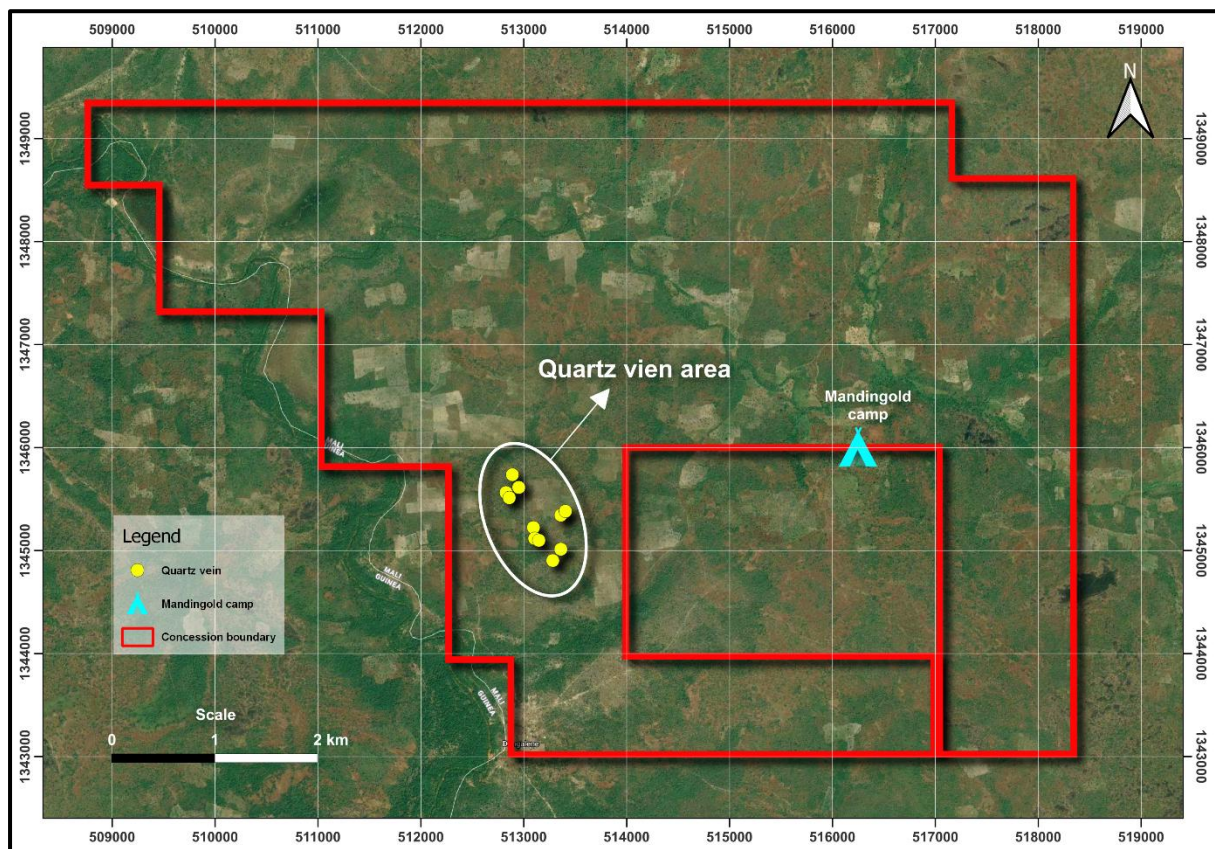 509000 510000 511000 512000 513000 514000 515000 516000 517000 518000 519000
N
1349000 1349000
1348000 1348000
1347000 1347000
Quartz vien area
Mandingold
camp
MALI
GUINEA
1346000 1346000
Legend
Quartz vein
Mandingold camp
Concession boundary
1345000 1345000
MALI
GUINEA
1344000 1344000
MALI
GUINEA
Scale
0 1 2 km
1343000 1343000
509000 510000 511000 512000 513000 514000 515000 516000 517000 518000 519000